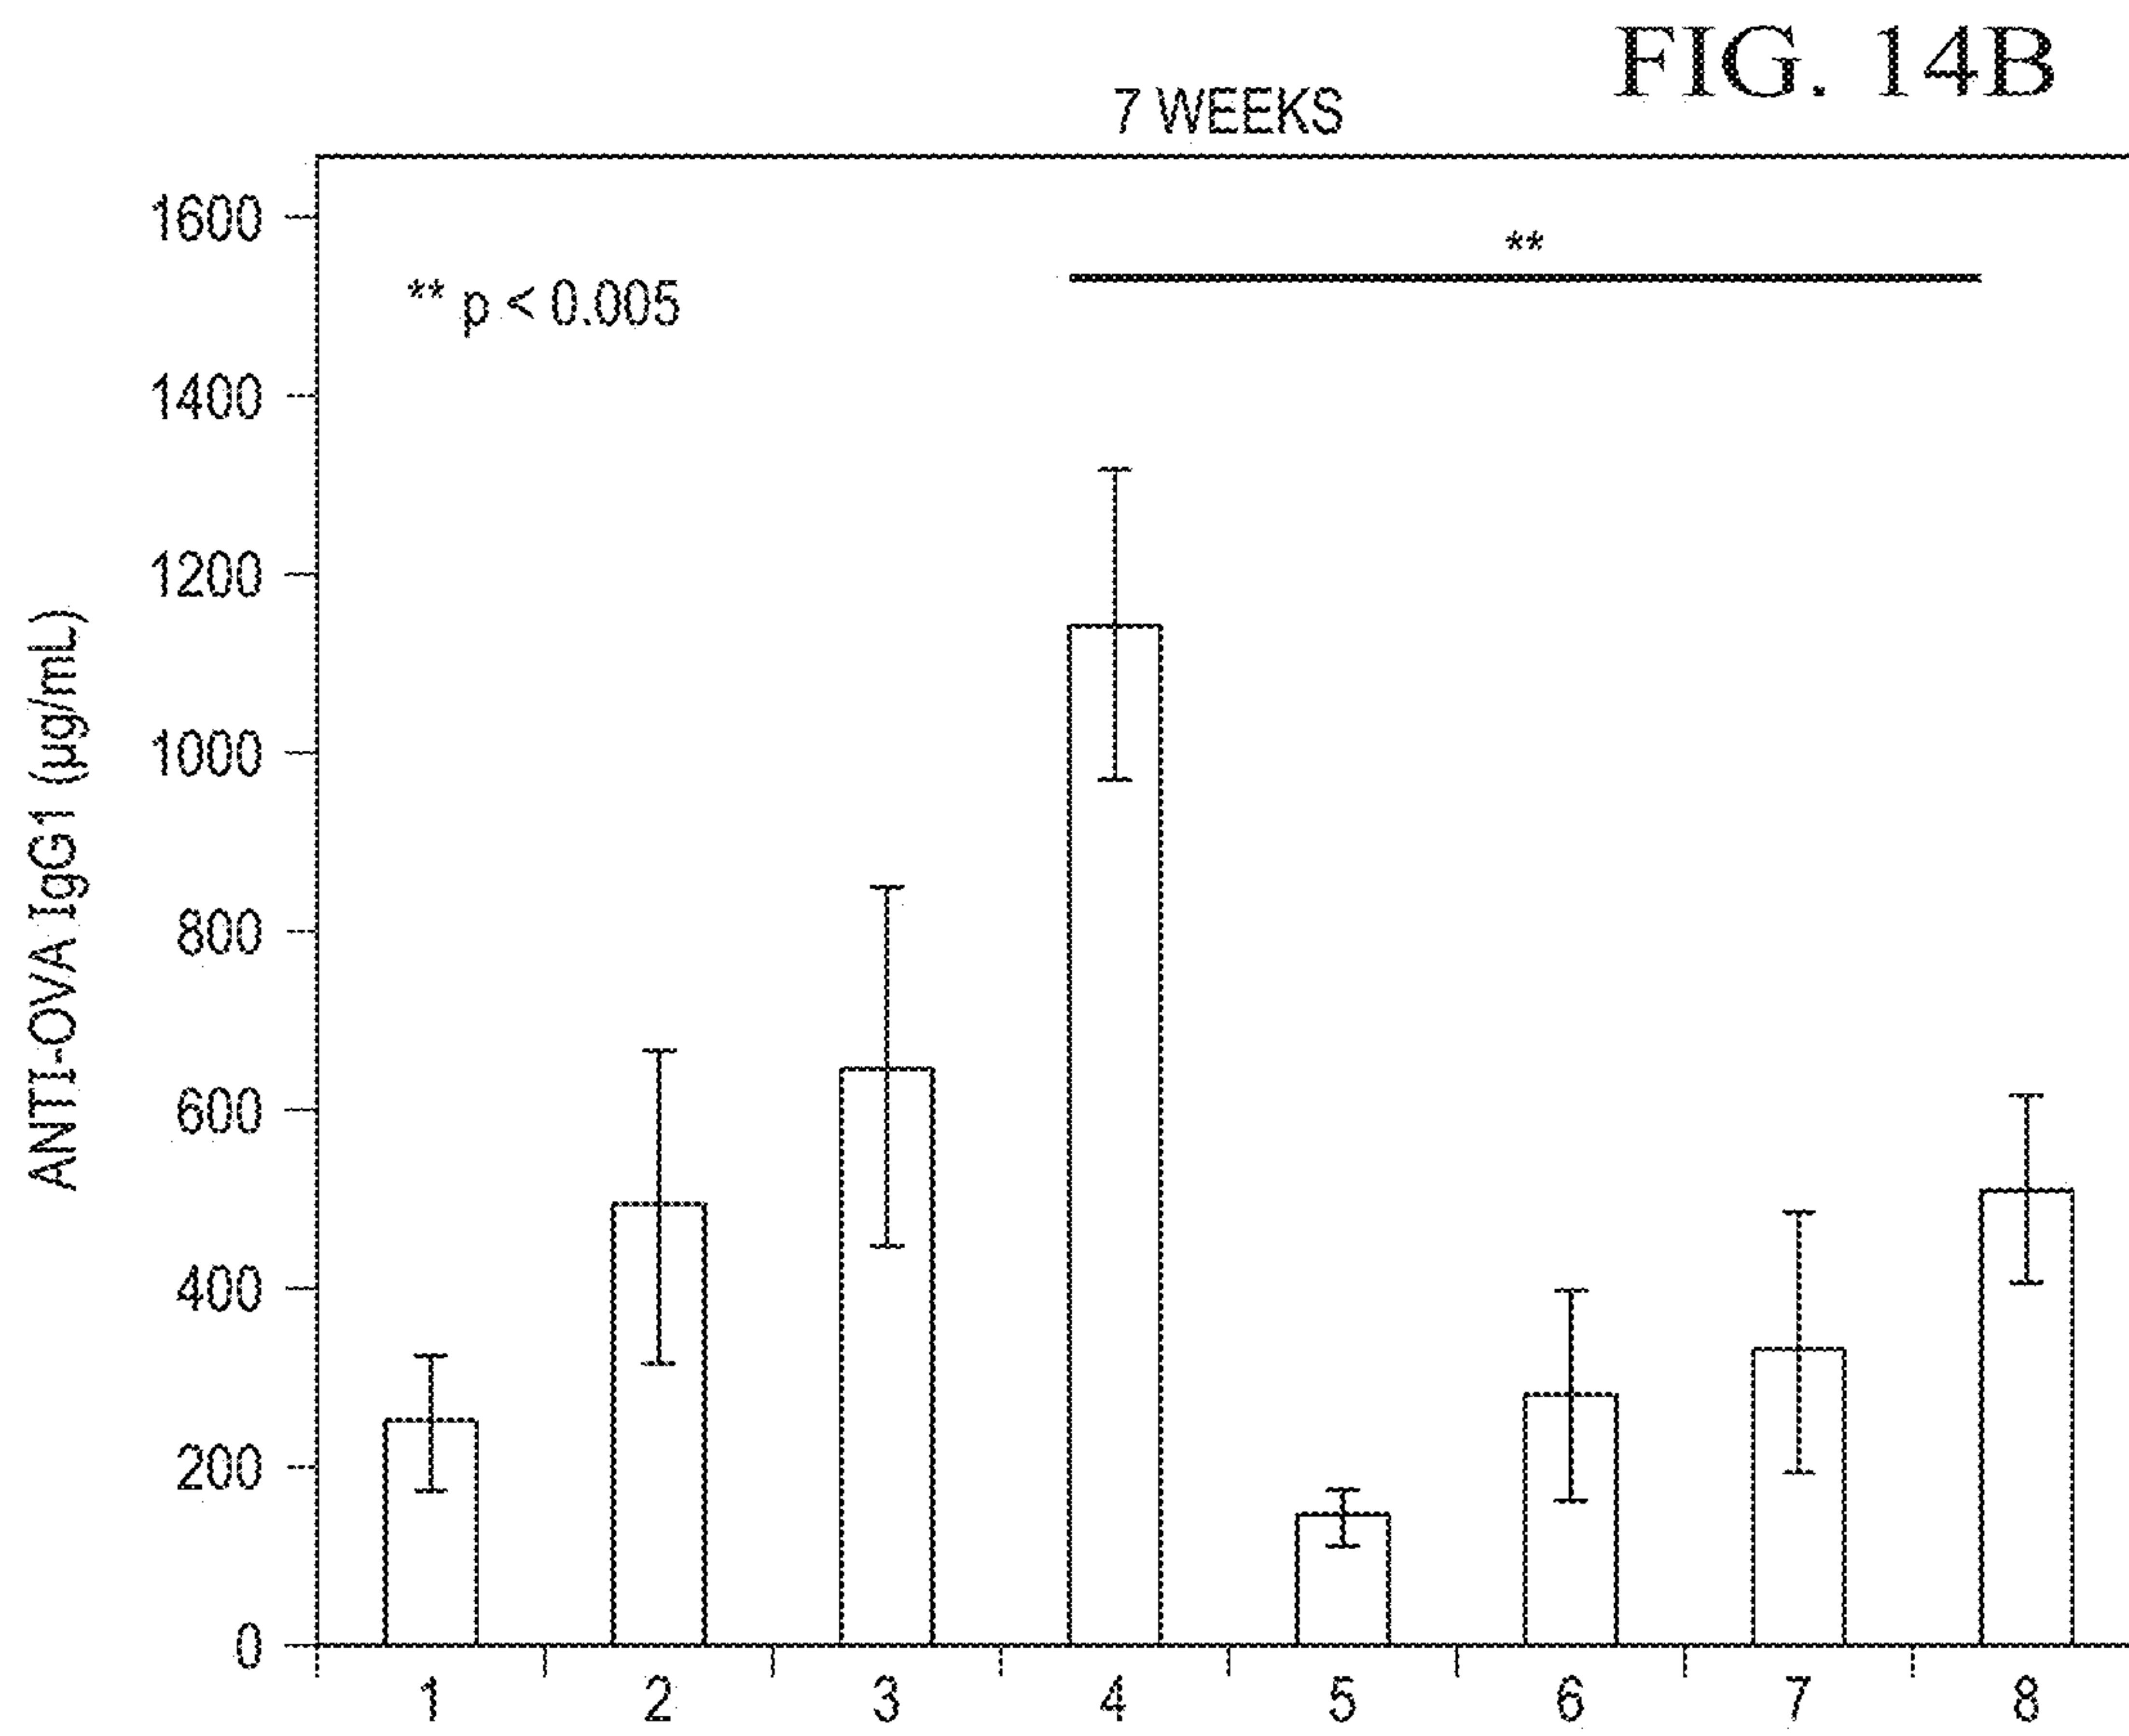 FIG. 14B
7 WEEKS
ANTI-OVA IgG1 (µg/mL)
1600
1400
1200
1000
800
600
400
200
0
** p < 0.005
**
1 2 3 4 5 6 7 8